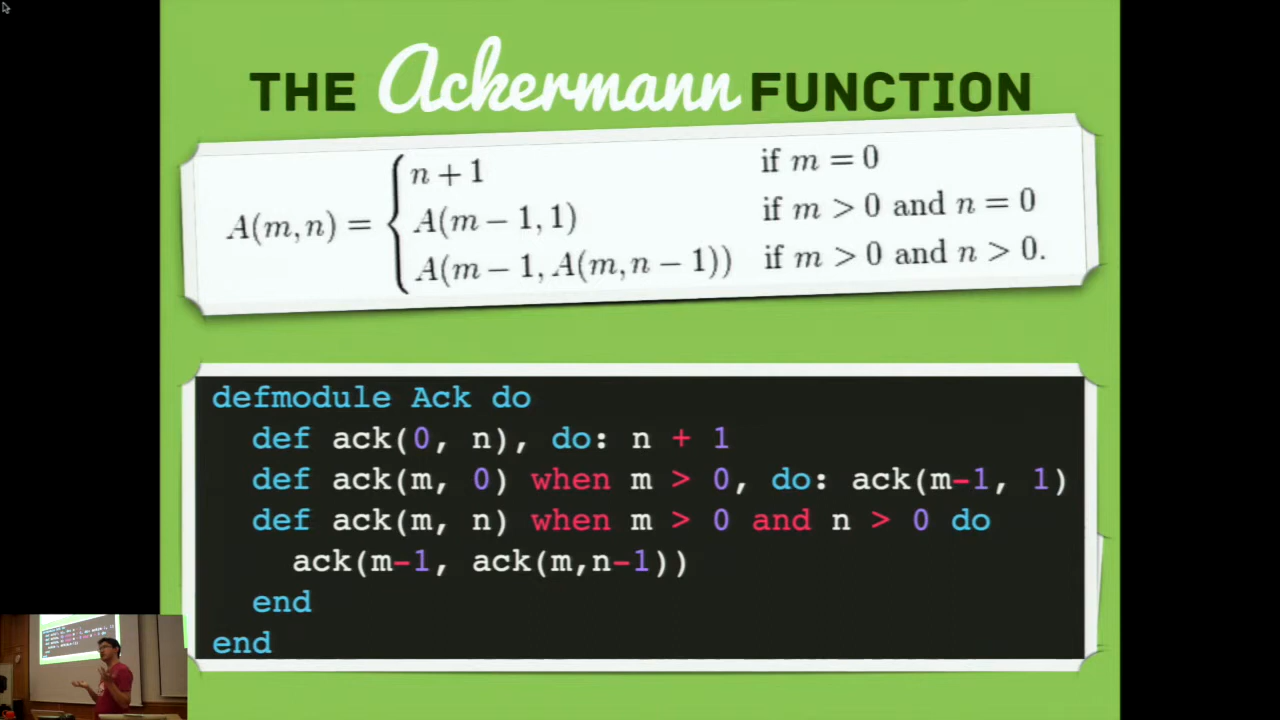 THE Ackermann FUNCTION
A(m, n) = { n + 1 if m = 0
A(m − 1, 1) if m > 0 and n = 0
A(m − 1, A(m, n − 1)) if m > 0 and n > 0.
defmodule Ack do
  def ack(0, n), do: n + 1
  def ack(m, 0) when m > 0, do: ack(m-1, 1)
  def ack(m, n) when m > 0 and n > 0 do
    ack(m-1, ack(m,n-1))
  end
end